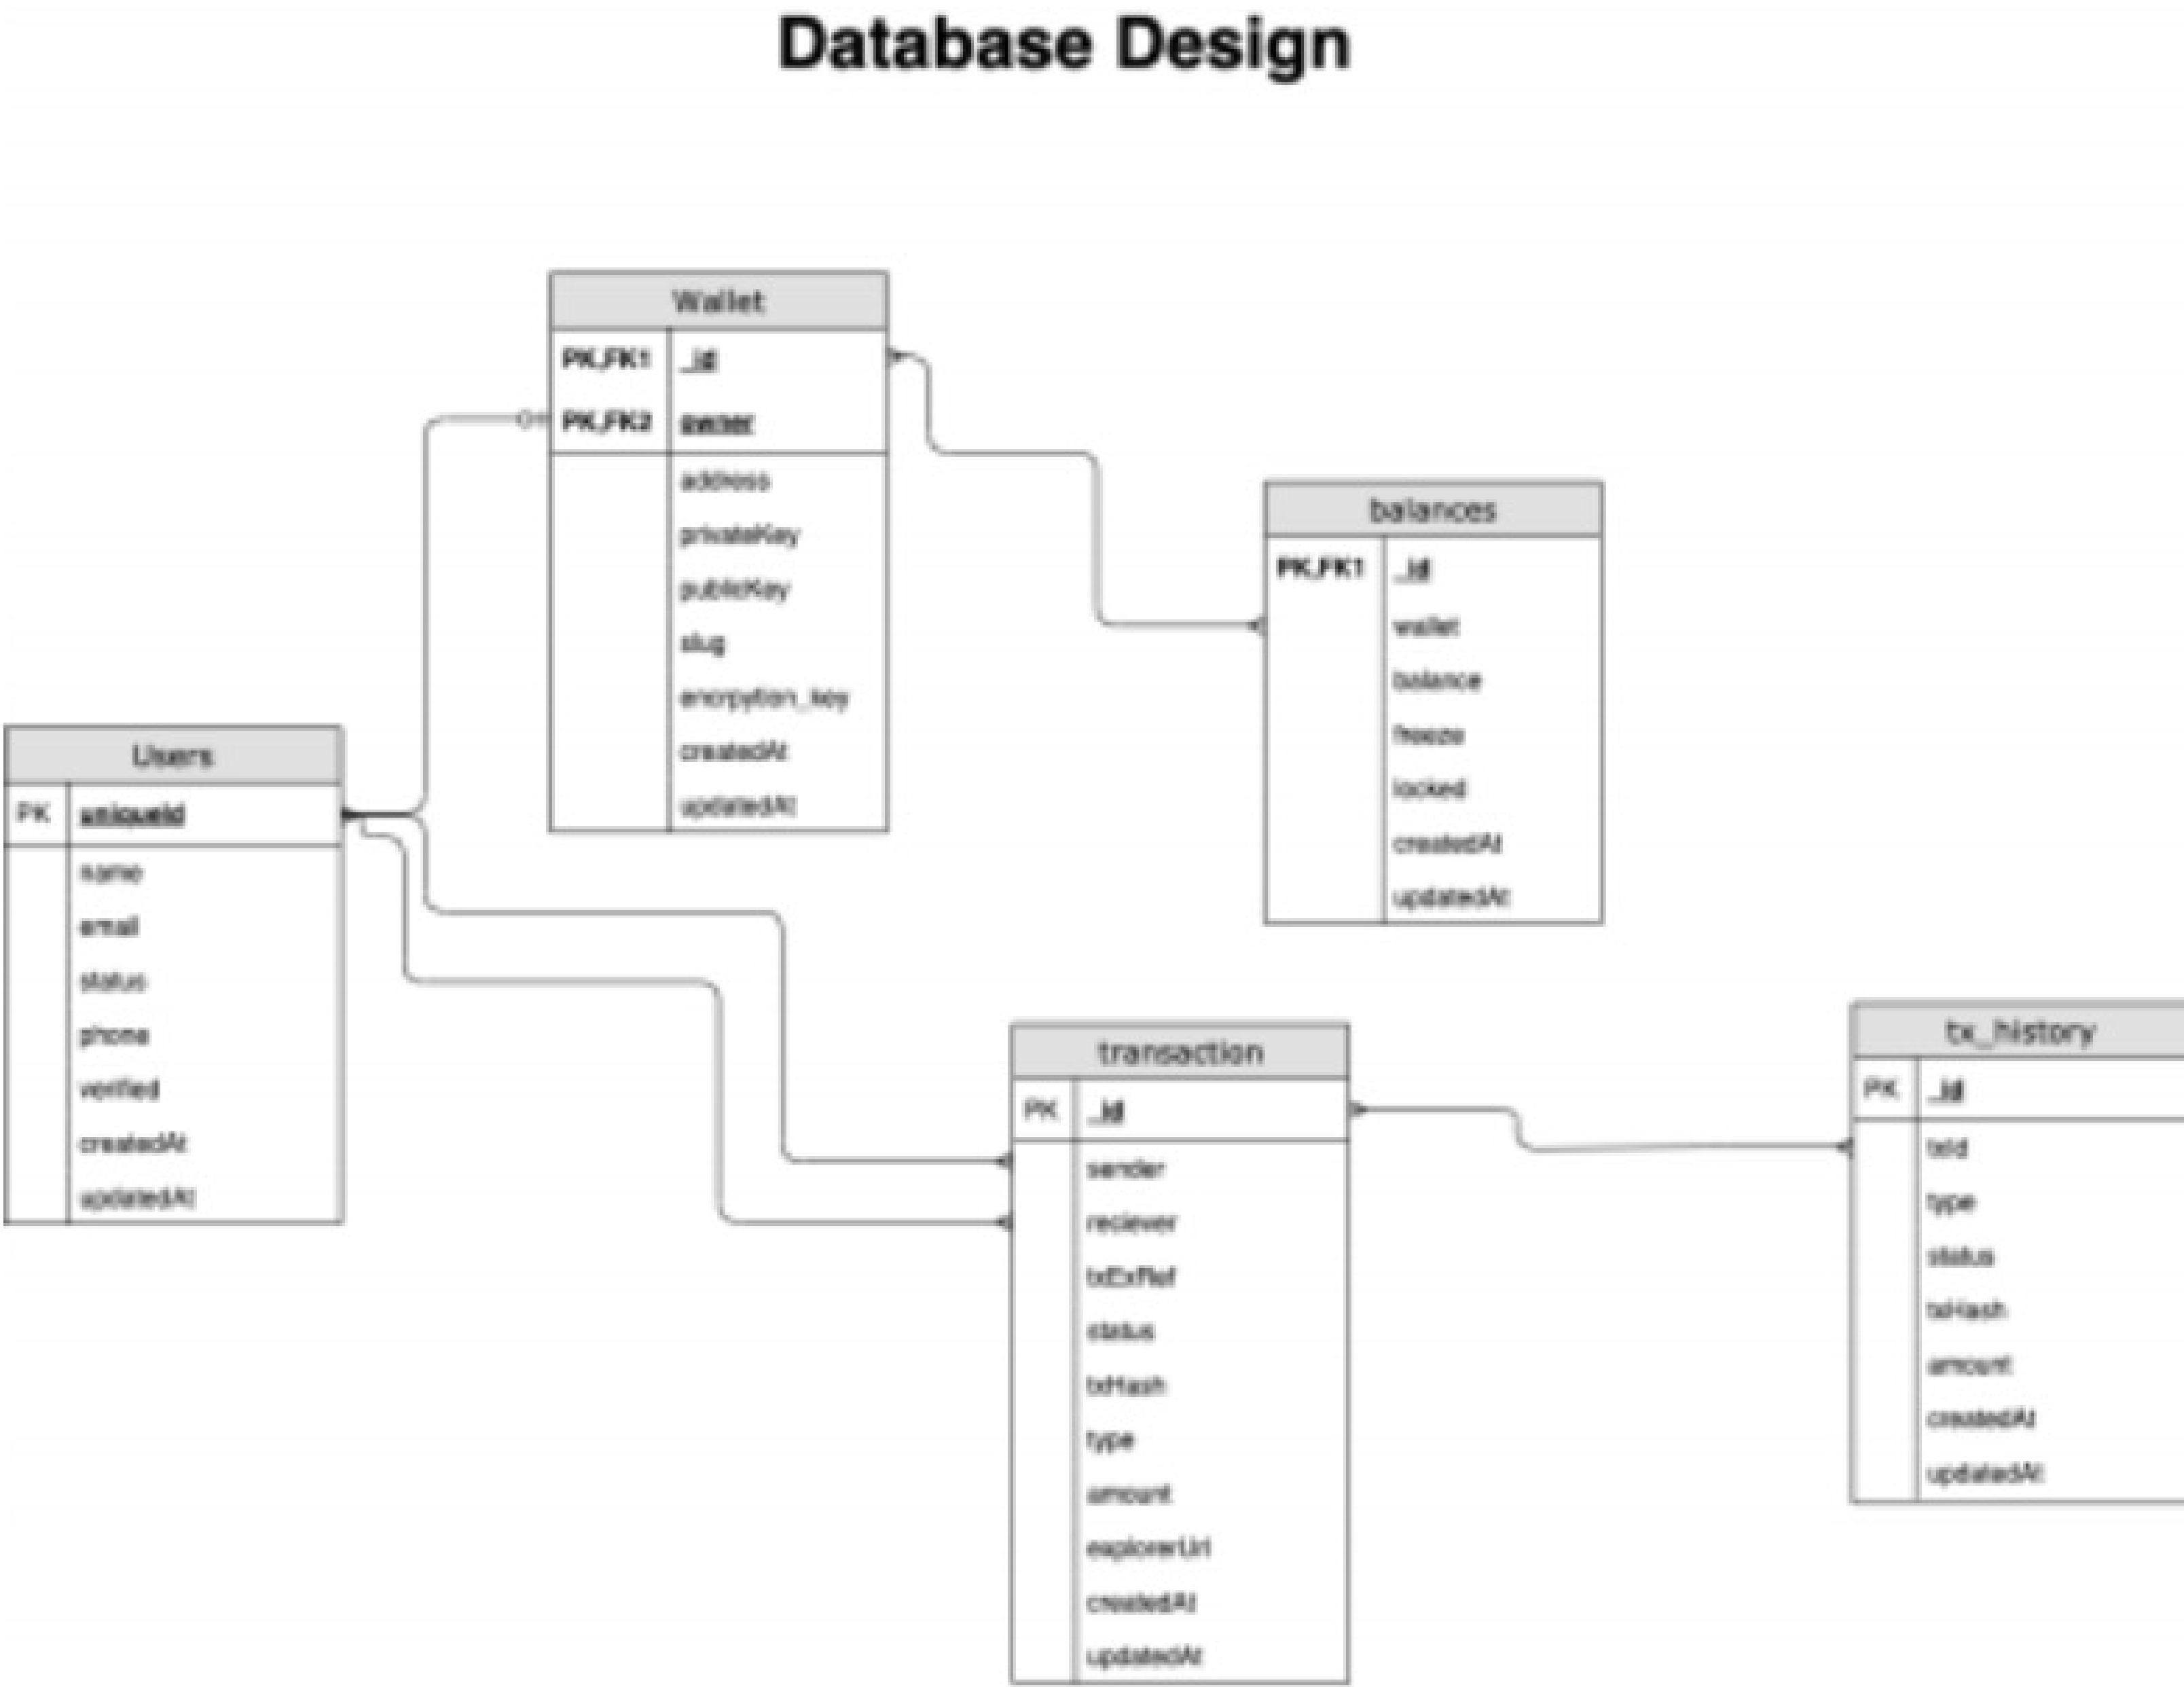 Database Design
Wallet
PK,FK1 _id
PK,FK2 owner
address
privateKey
publicKey
slug
encrpytion_key
createdAt
updatedAt
balances
PK,FK1 _id
wallet
balance
freeze
locked
createdAt
updatedAt
Users
PK uniqueId
name
email
status
phone
verified
createdAt
updatedAt
transaction
PK _id
sender
reciever
txExRef
status
txHash
type
amount
explorerUrl
createdAt
updatedAt
tx_history
PK _id
txId
type
status
txHash
amount
createdAt
updatedAt